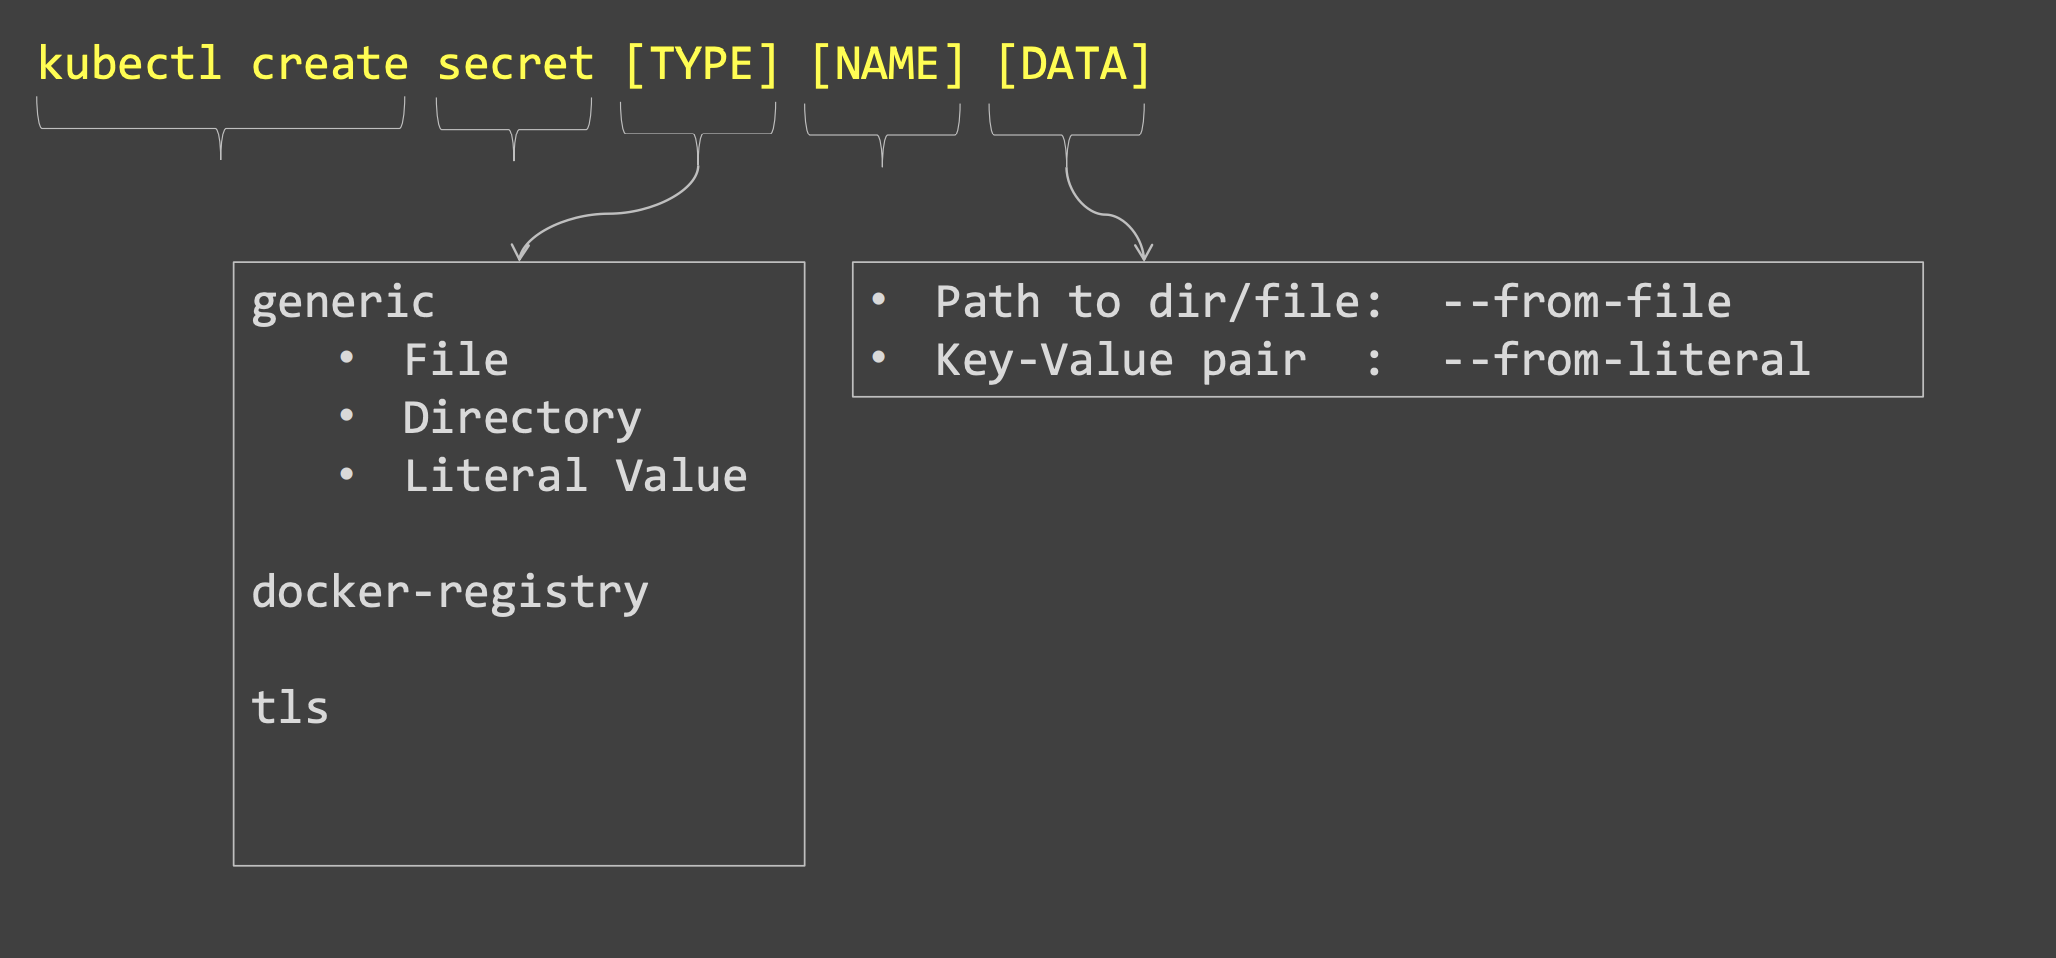 kubectl create secret [TYPE] [NAME] [DATA]
generic
• File
• Directory
• Literal Value
docker-registry
tls
• Path to dir/file: --from-file
• Key-Value pair : --from-literal